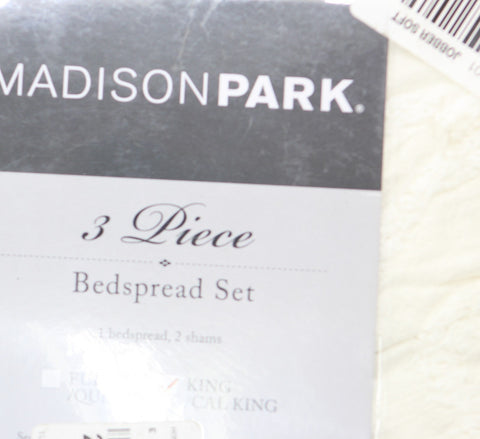 MADISONPARK®
3 Piece
Bedspread Set
1 bedspread, 2 shams
KING
/CAL KING
JOBBER SOFT